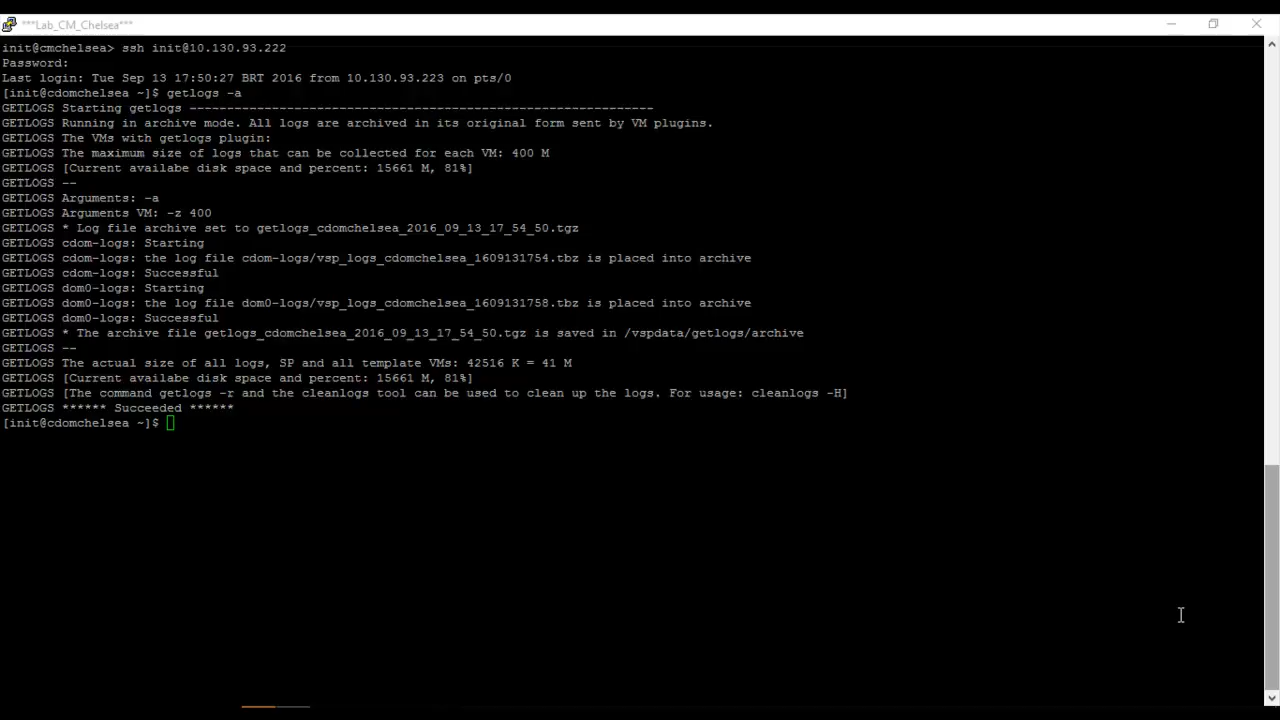 ***Lab_CM_Chelsea***
init@cmchelsea> ssh init@10.130.93.222
Password:
Last login: Tue Sep 13 17:50:27 BRT 2016 from 10.130.93.223 on pts/0
[init@cdomchelsea ~]$ getlogs -a
GETLOGS Starting getlogs --------------------------------------------------------------
GETLOGS Running in archive mode. All logs are archived in its original form sent by VM plugins.
GETLOGS The VMs with getlogs plugin:
GETLOGS The maximum size of logs that can be collected for each VM: 400 M
GETLOGS [Current availabe disk space and percent: 15661 M, 81%]
GETLOGS --
GETLOGS Arguments: -a
GETLOGS Arguments VM: -z 400
GETLOGS * Log file archive set to getlogs_cdomchelsea_2016_09_13_17_54_50.tgz
GETLOGS cdom-logs: Starting
GETLOGS cdom-logs: the log file cdom-logs/vsp_logs_cdomchelsea_1609131754.tbz is placed into archive
GETLOGS cdom-logs: Successful
GETLOGS dom0-logs: Starting
GETLOGS dom0-logs: the log file dom0-logs/vsp_logs_cdomchelsea_1609131758.tbz is placed into archive
GETLOGS dom0-logs: Successful
GETLOGS * The archive file getlogs_cdomchelsea_2016_09_13_17_54_50.tgz is saved in /vspdata/getlogs/archive
GETLOGS --
GETLOGS The actual size of all logs, SP and all template VMs: 42516 K = 41 M
GETLOGS [Current availabe disk space and percent: 15661 M, 81%]
GETLOGS [The command getlogs -r and the cleanlogs tool can be used to clean up the logs. For usage: cleanlogs -H]
GETLOGS ****** Succeeded ******
[init@cdomchelsea ~]$